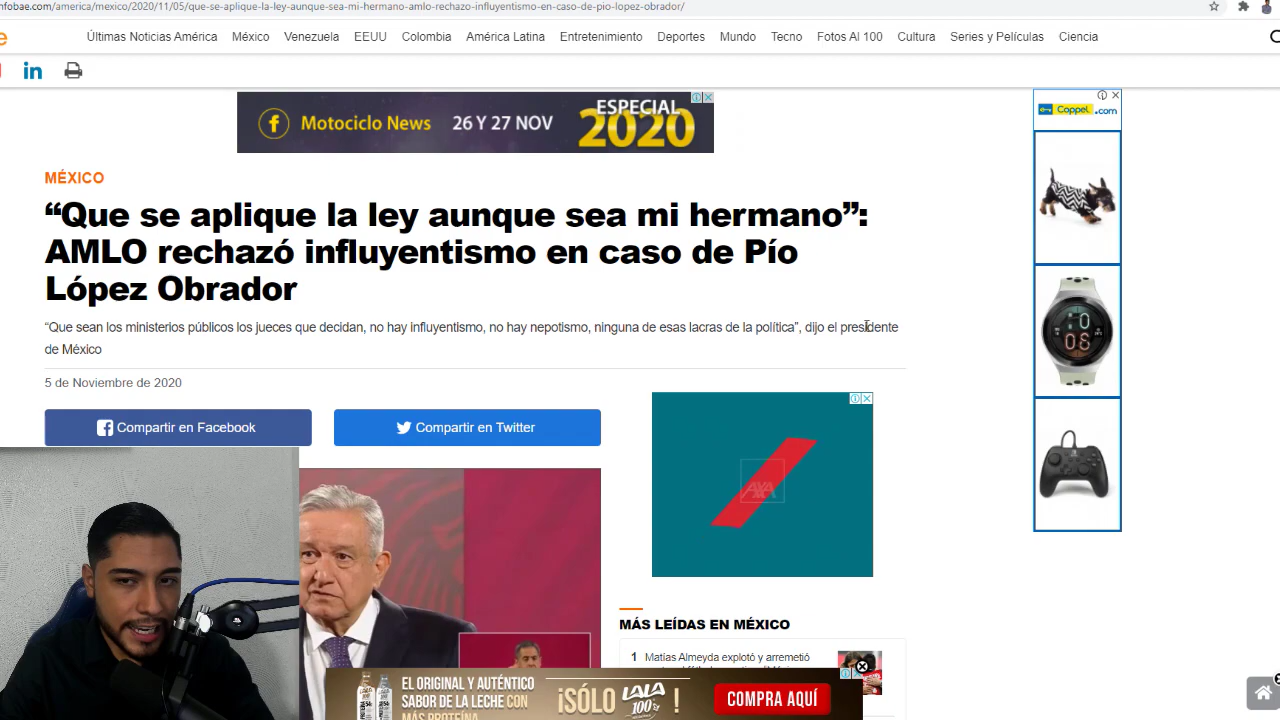 nfobae.com/america/mexico/2020/11/05/que-se-aplique-la-ley-aunque-sea-mi-hermano-amlo-rechazo-influyentismo-en-caso-de-pio-lopez-obrador/
Últimas Noticias América México Venezuela EEUU Colombia América Latina Entretenimiento Deportes Mundo Tecno Fotos Al 100 Cultura Series y Películas Ciencia
in
f Motociclo News 26 Y 27 NOV ESPECIAL 2020
Coppel.com
MÉXICO
“Que se aplique la ley aunque sea mi hermano”:
AMLO rechazó influyentismo en caso de Pío
López Obrador
“Que sean los ministerios públicos los jueces que decidan, no hay influyentismo, no hay nepotismo, ninguna de esas lacras de la política”, dijo el presidente
de México
5 de Noviembre de 2020
Compartir en Facebook
Compartir en Twitter
AXA
MÁS LEÍDAS EN MÉXICO
1 Matías Almeyda explotó y arremetió
EL ORIGINAL Y AUTÉNTICO
SABOR DE LA LECHE CON
MÁS PROTEÍNA
¡SÓLO LALA 100 !
COMPRA AQUÍ